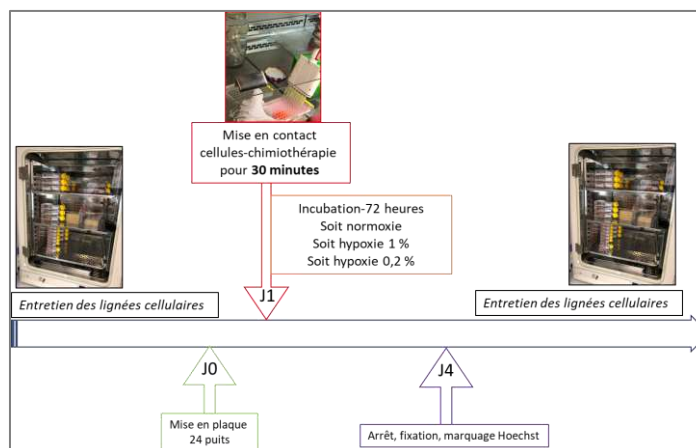 Mise en contact
cellules-chimiothérapie
pour 30 minutes
Incubation-72 heures
Soit normoxie
Soit hypoxie 1 %
Soit hypoxie 0,2 %
J1
Entretien des lignées cellulaires
Entretien des lignées cellulaires
J0
J4
Mise en plaque
24 puits
Arrêt, fixation, marquage Hoechst